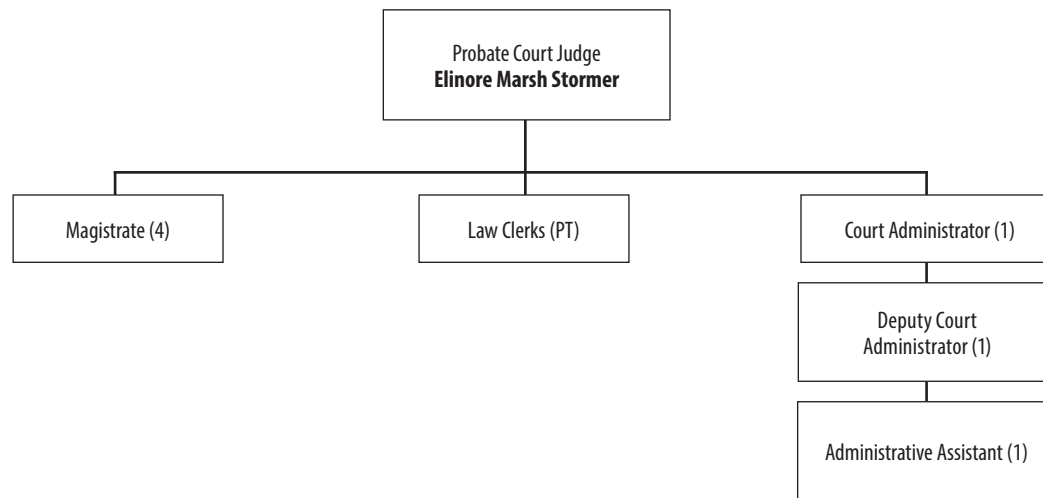 Probate Court Judge
Elinore Marsh Stormer
Magistrate (4)
Law Clerks (PT)
Court Administrator (1)
Deputy Court
Administrator (1)
Administrative Assistant (1)